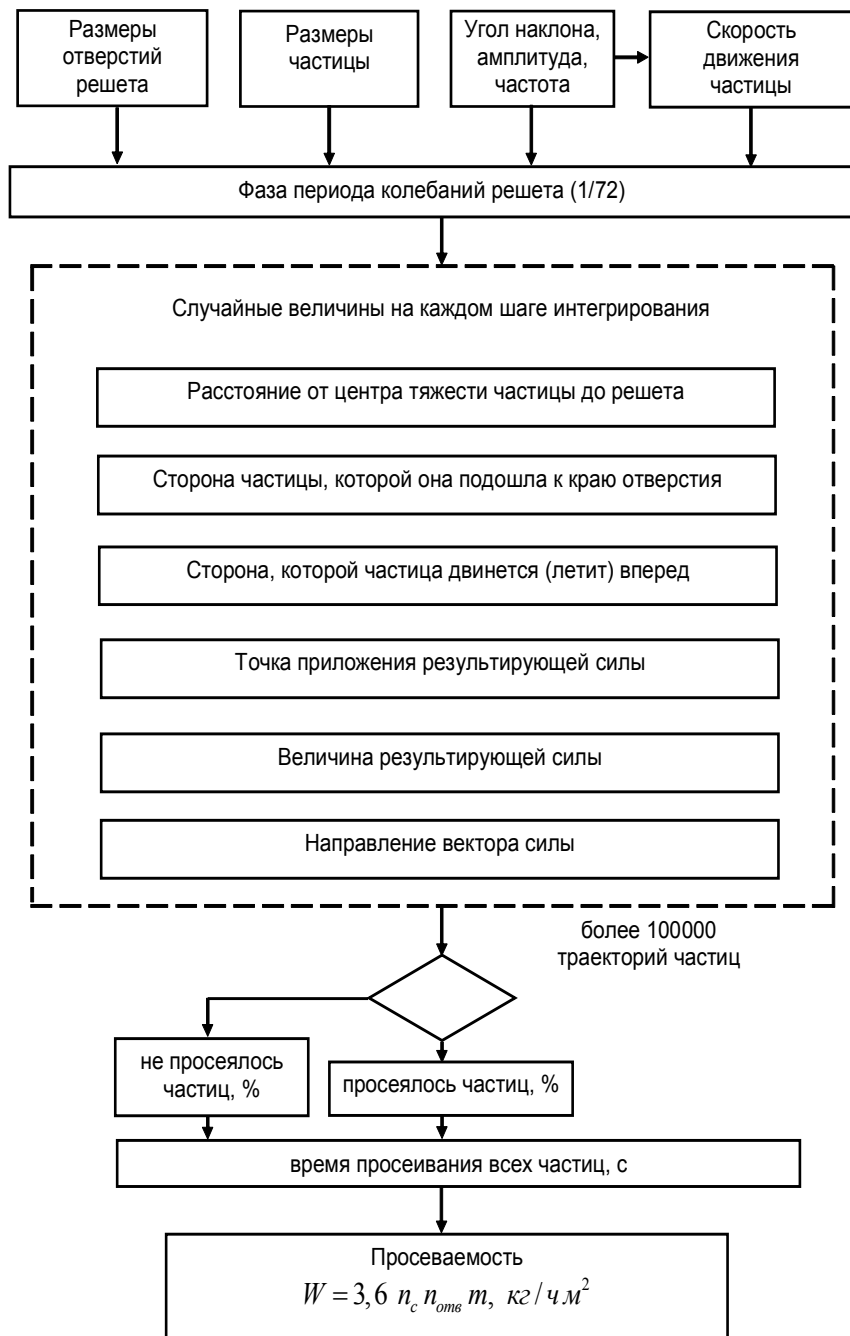 Размеры
отверстий
решета
Размеры
частицы
Угол наклона,
амплитуда,
частота
Скорость
движения
частицы
Фаза периода колебаний решета (1/72)
Случайные величины на каждом шаге интегрирования
Расстояние от центра тяжести частицы до решета
Сторона частицы, которой она подошла к краю отверстия
Сторона, которой частица двинется (летит) вперед
Точка приложения результирующей силы
Величина результирующей силы
Направление вектора силы
более 100000
траекторий частиц
не просеялось
частиц, %
просеялось частиц, %
время просеивания всех частиц, с
Просеваемость
W = 3,6 n_c n_отв m, кг / ч м²